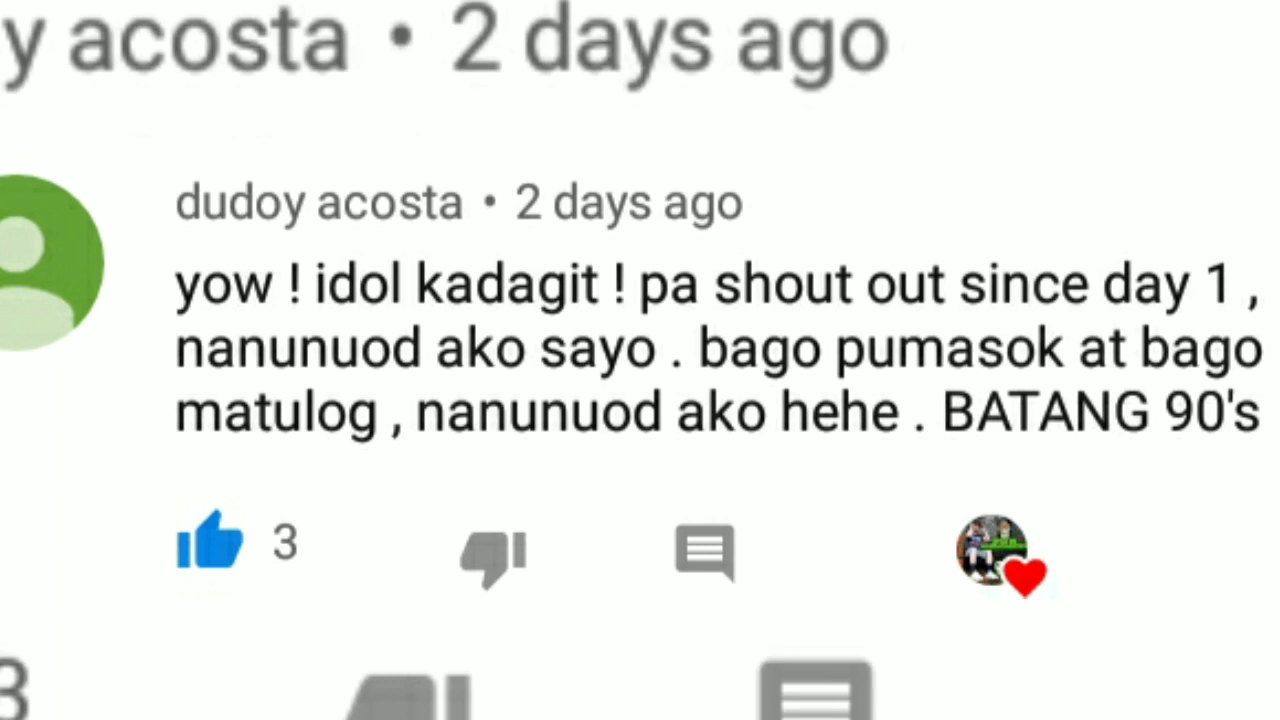 y acosta • 2 days ago
dudoy acosta • 2 days ago
yow ! idol kadagit ! pa shout out since day 1 ,
nanunuod ako sayo . bago pumasok at bago
matulog , nanunuod ako hehe . BATANG 90's
3
3